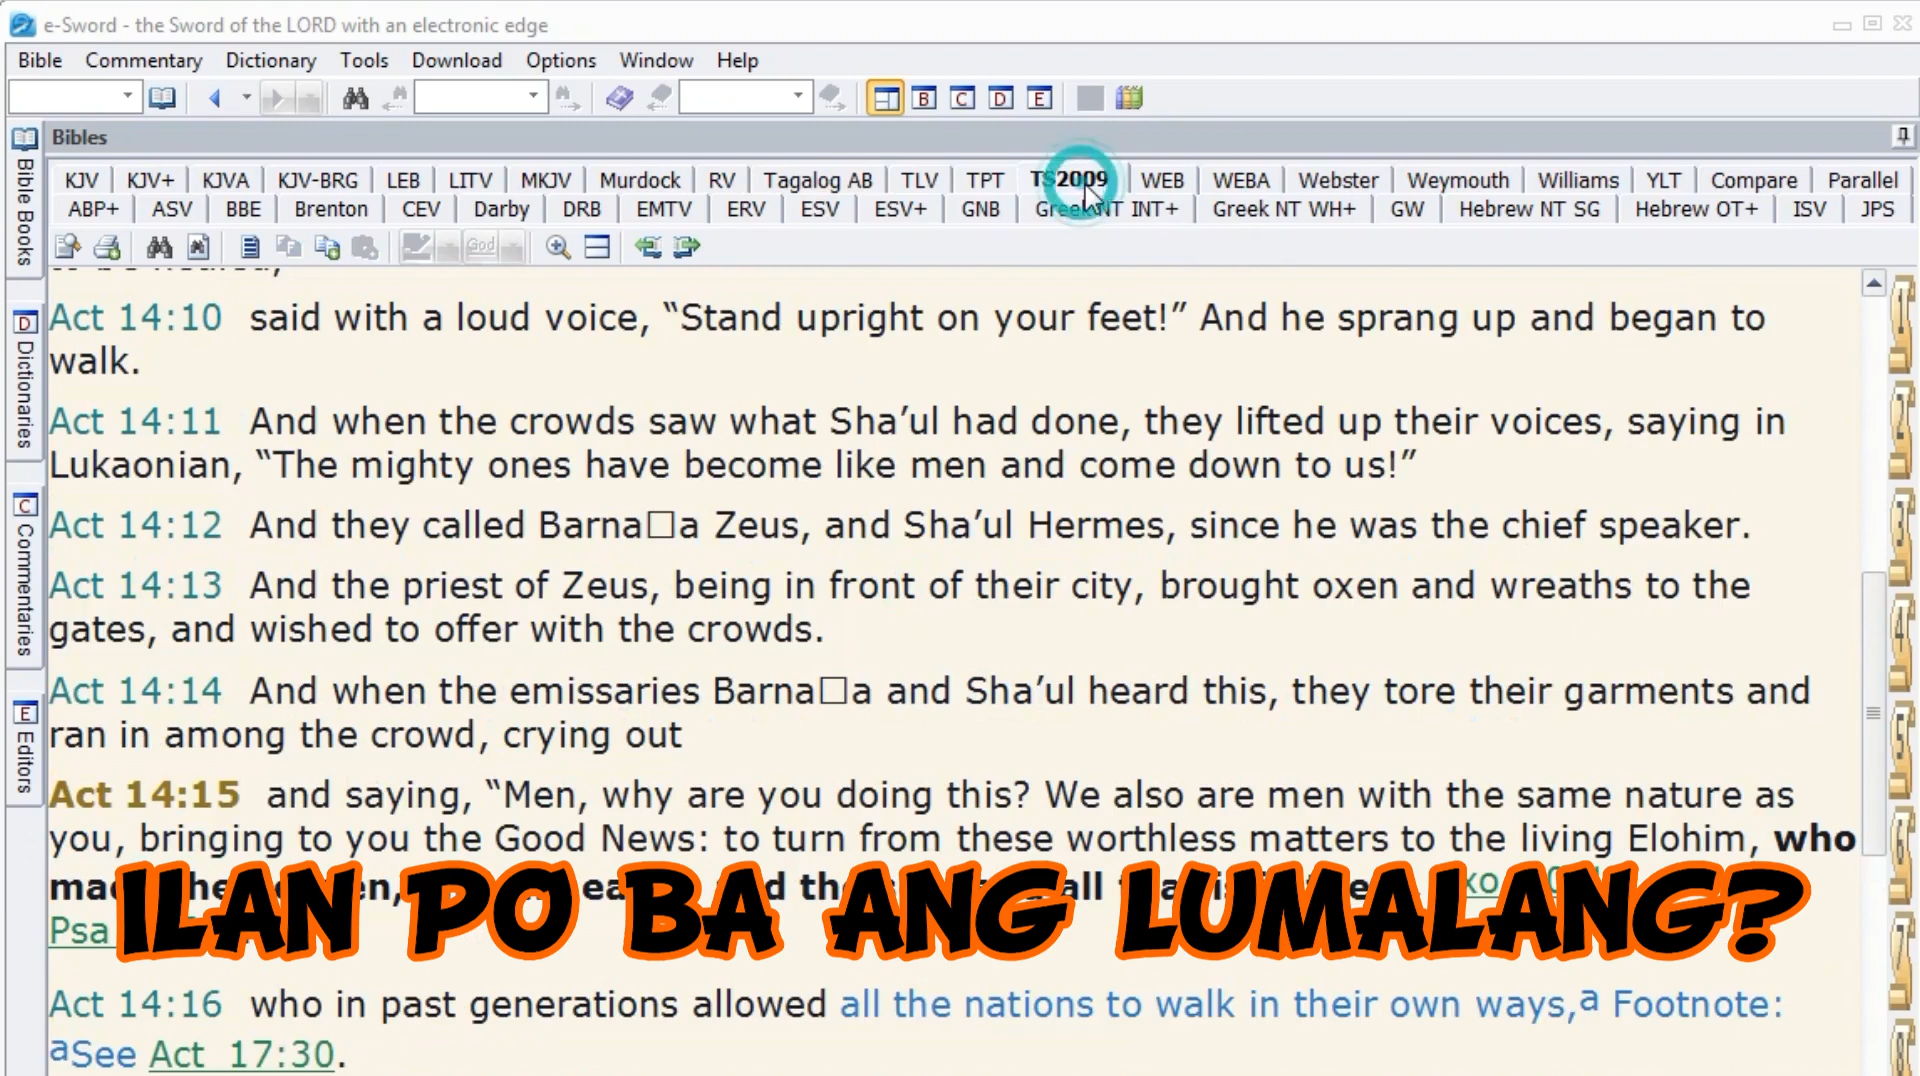 e-Sword - the Sword of the LORD with an electronic edge
Bible Commentary Dictionary Tools Download Options Window Help
B C D E
Bibles
KJV KJV+ KJVA KJV-BRG LEB LITV MKJV Murdock RV Tagalog AB TLV TPT TS2009 WEB WEBA Webster Weymouth Williams YLT Compare Parallel
ABP+ ASV BBE Brenton CEV Darby DRB EMTV ERV ESV ESV+ GNB Greek NT INT+ Greek NT WH+ GW Hebrew NT SG Hebrew OT+ ISV JPS
God
Bible Books
D Dictionaries
C Commentaries
E Editors
Act 14:10 said with a loud voice, “Stand upright on your feet!” And he sprang up and began to
walk.
Act 14:11 And when the crowds saw what Sha’ul had done, they lifted up their voices, saying in
Lukaonian, “The mighty ones have become like men and come down to us!”
Act 14:12 And they called Barna□a Zeus, and Sha’ul Hermes, since he was the chief speaker.
Act 14:13 And the priest of Zeus, being in front of their city, brought oxen and wreaths to the
gates, and wished to offer with the crowds.
Act 14:14 And when the emissaries Barna□a and Sha’ul heard this, they tore their garments and
ran in among the crowd, crying out
Act 14:15 and saying, “Men, why are you doing this? We also are men with the same nature as
you, bringing to you the Good News: to turn from these worthless matters to the living Elohim, who
ILAN PO BA ANG LUMALANG?
Psa
Act 14:16 who in past generations allowed all the nations to walk in their own ways,a Footnote:
aSee Act 17:30.
1
2
3
4
5
6
7
8